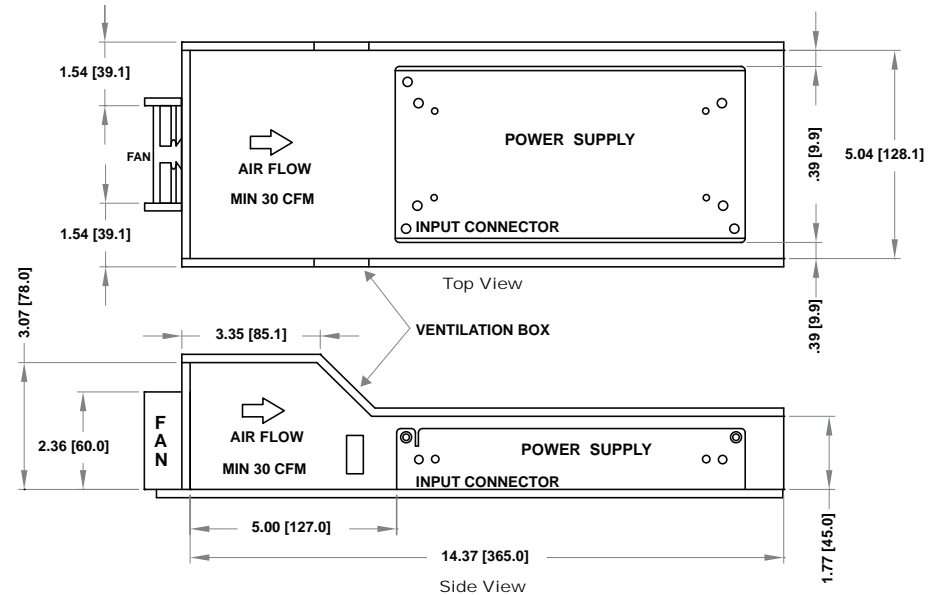 1.54 [39.1]
FAN
1.54 [39.1]
AIR FLOW
MIN 30 CFM
POWER SUPPLY
INPUT CONNECTOR
.39 [9.9]
5.04 [128.1]
.39 [9.9]
Top View
3.07 [78.0]
3.35 [85.1]
VENTILATION BOX
2.36 [60.0]
FAN
AIR FLOW
MIN 30 CFM
POWER SUPPLY
INPUT CONNECTOR
1.77 [45.0]
5.00 [127.0]
14.37 [365.0]
Side View